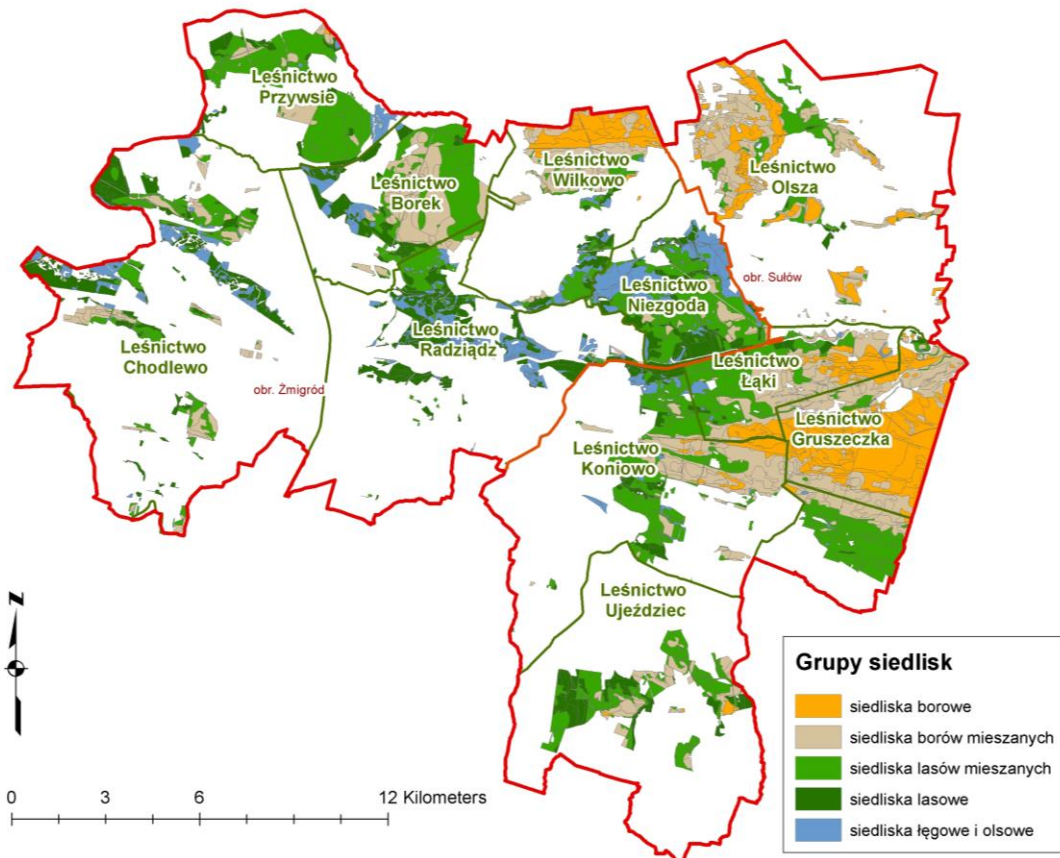 Leśnictwo
Przywsie
Leśnictwo
Borek
Leśnictwo
Wilkowo
Leśnictwo
Olsza
obr. Sułów
Leśnictwo
Niezgoda
Leśnictwo
Radziądz
Leśnictwo
Chodlewo
obr. Żmigród
Leśnictwo
Łąki
Leśnictwo
Gruszeczka
Leśnictwo
Koniowo
Leśnictwo
Ujeździec
N
0 3 6 12 Kilometers
Grupy siedlisk
siedliska borowe
siedliska borów mieszanych
siedliska lasów mieszanych
siedliska lasowe
siedliska łęgowe i olsowe